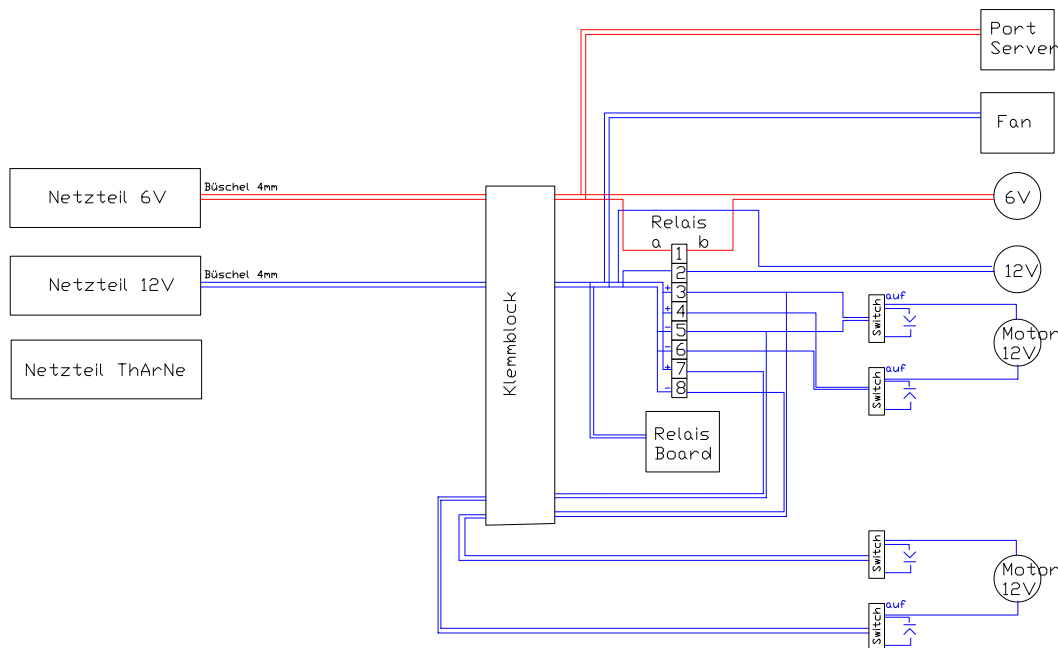 Port
Server
Fan
Netzteil 6V
Büschel 4mm
6V
Relais
a b
Netzteil 12V
Büschel 4mm
12V
1
2
+ 3
+ 4
- 5
- 6
+ 7
- 8
Klemmblock
Switch
auf
Motor
12V
Switch
auf
Netzteil ThArNe
Relais
Board
Switch
Motor
12V
Switch
auf